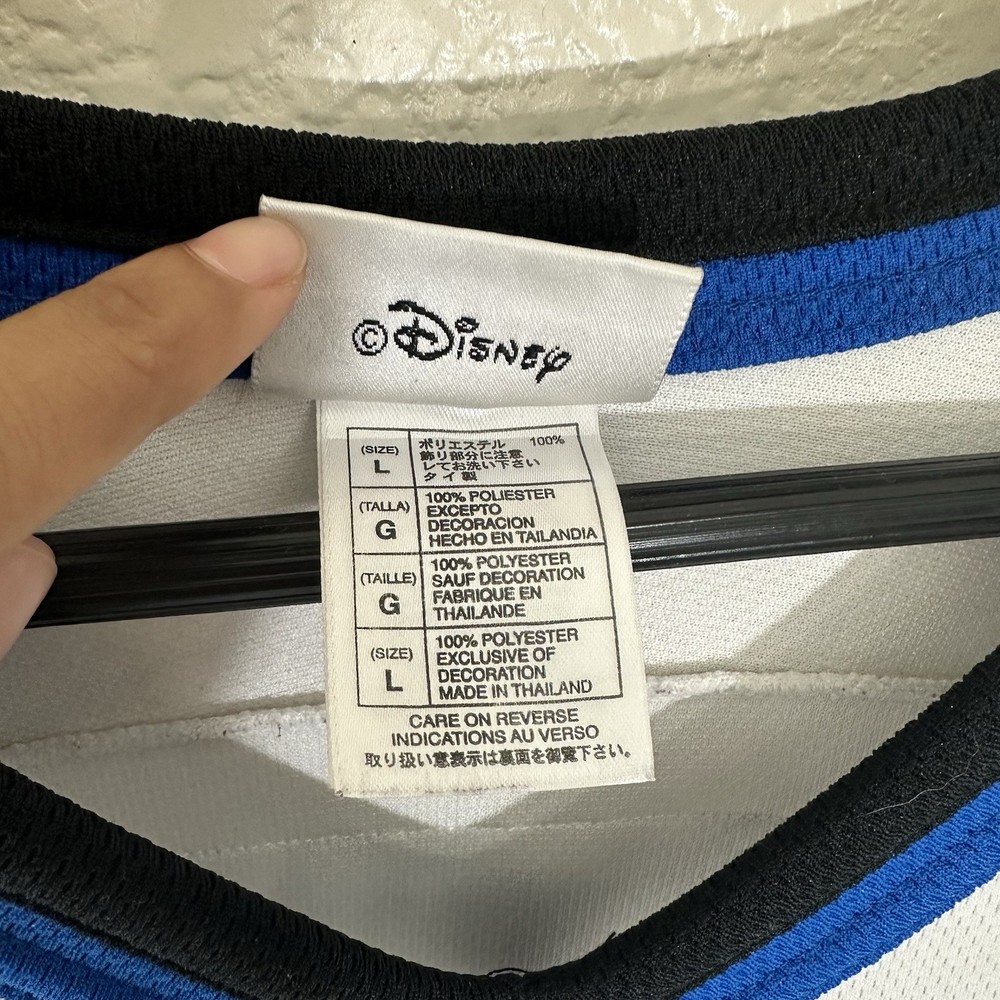 © Disney
(SIZE)
L
ポリエステル 100%
飾り部分に注意
してお洗い下さい
タイ製
(TALLA)
G
100% POLIESTER
EXCEPTO
DECORACION
HECHO EN TAILANDIA
(TAILLE)
G
100% POLYESTER
SAUF DECORATION
FABRIQUE EN
THAILANDE
(SIZE)
L
100% POLYESTER
EXCLUSIVE OF
DECORATION
MADE IN THAILAND
CARE ON REVERSE
INDICATIONS AU VERSO
取り扱い意表示は裏面を御覧下さい。